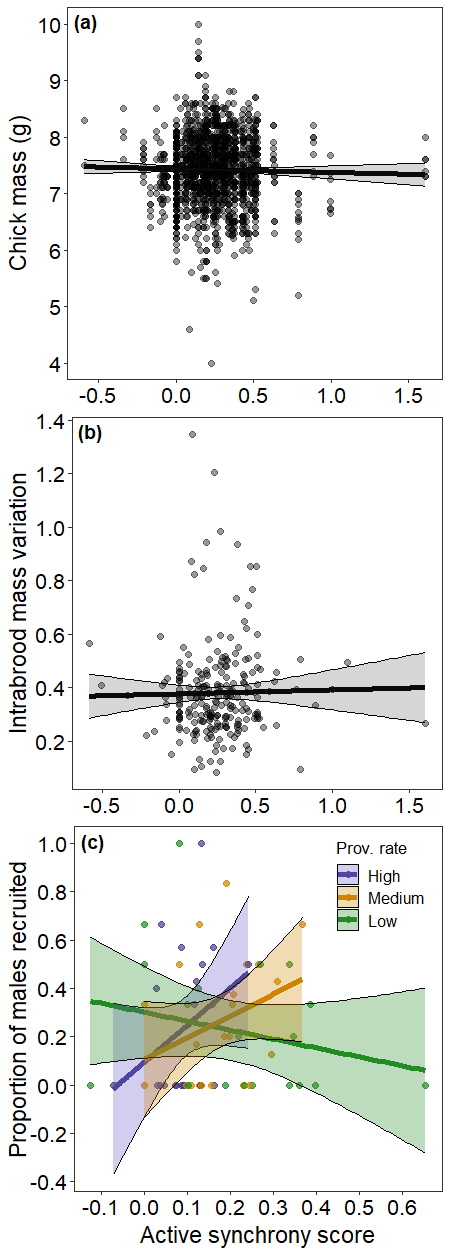 (a)
Chick mass (g)
10
9
8
7
6
5
4
-0.5 0.0 0.5 1.0 1.5
(b)
Intrabrood mass variation
1.4
1.2
1.0
0.8
0.6
0.4
0.2
-0.5 0.0 0.5 1.0 1.5
(c)
Proportion of males recruited
1.0
0.8
0.6
0.4
0.2
0.0
-0.2
-0.4
Prov. rate
High
Medium
Low
-0.1 0.0 0.1 0.2 0.3 0.4 0.5 0.6
Active synchrony score